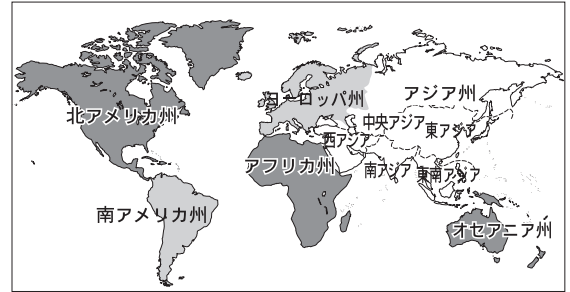 ヨーロッパ州
アジア州
北アメリカ州
中央アジア
東アジア
西アジア
アフリカ州
南アジア
東南アジア
南アメリカ州
オセアニア州